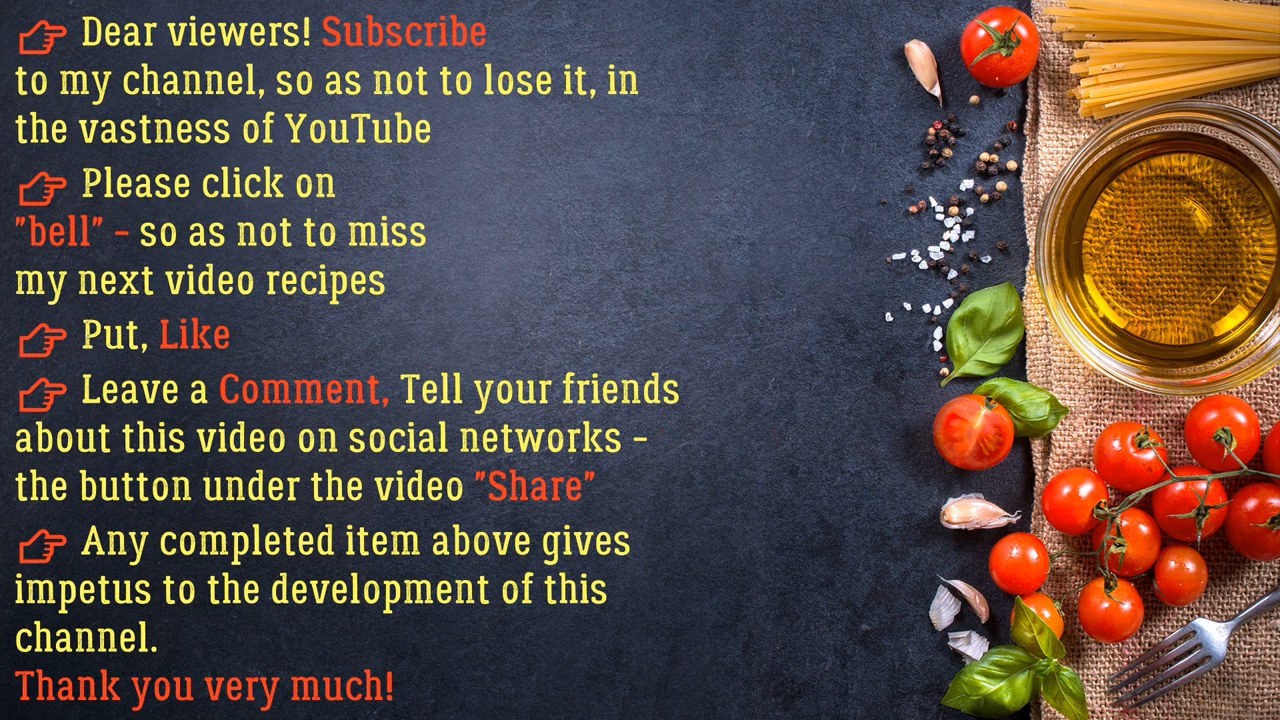 Dear viewers! Subscribe
to my channel, so as not to lose it, in
the vastness of YouTube
Please click on
"bell" - so as not to miss
my next video recipes
Put, Like
Leave a Comment, Tell your friends
about this video on social networks -
the button under the video "Share"
Any completed item above gives
impetus to the development of this
channel.
Thank you very much!